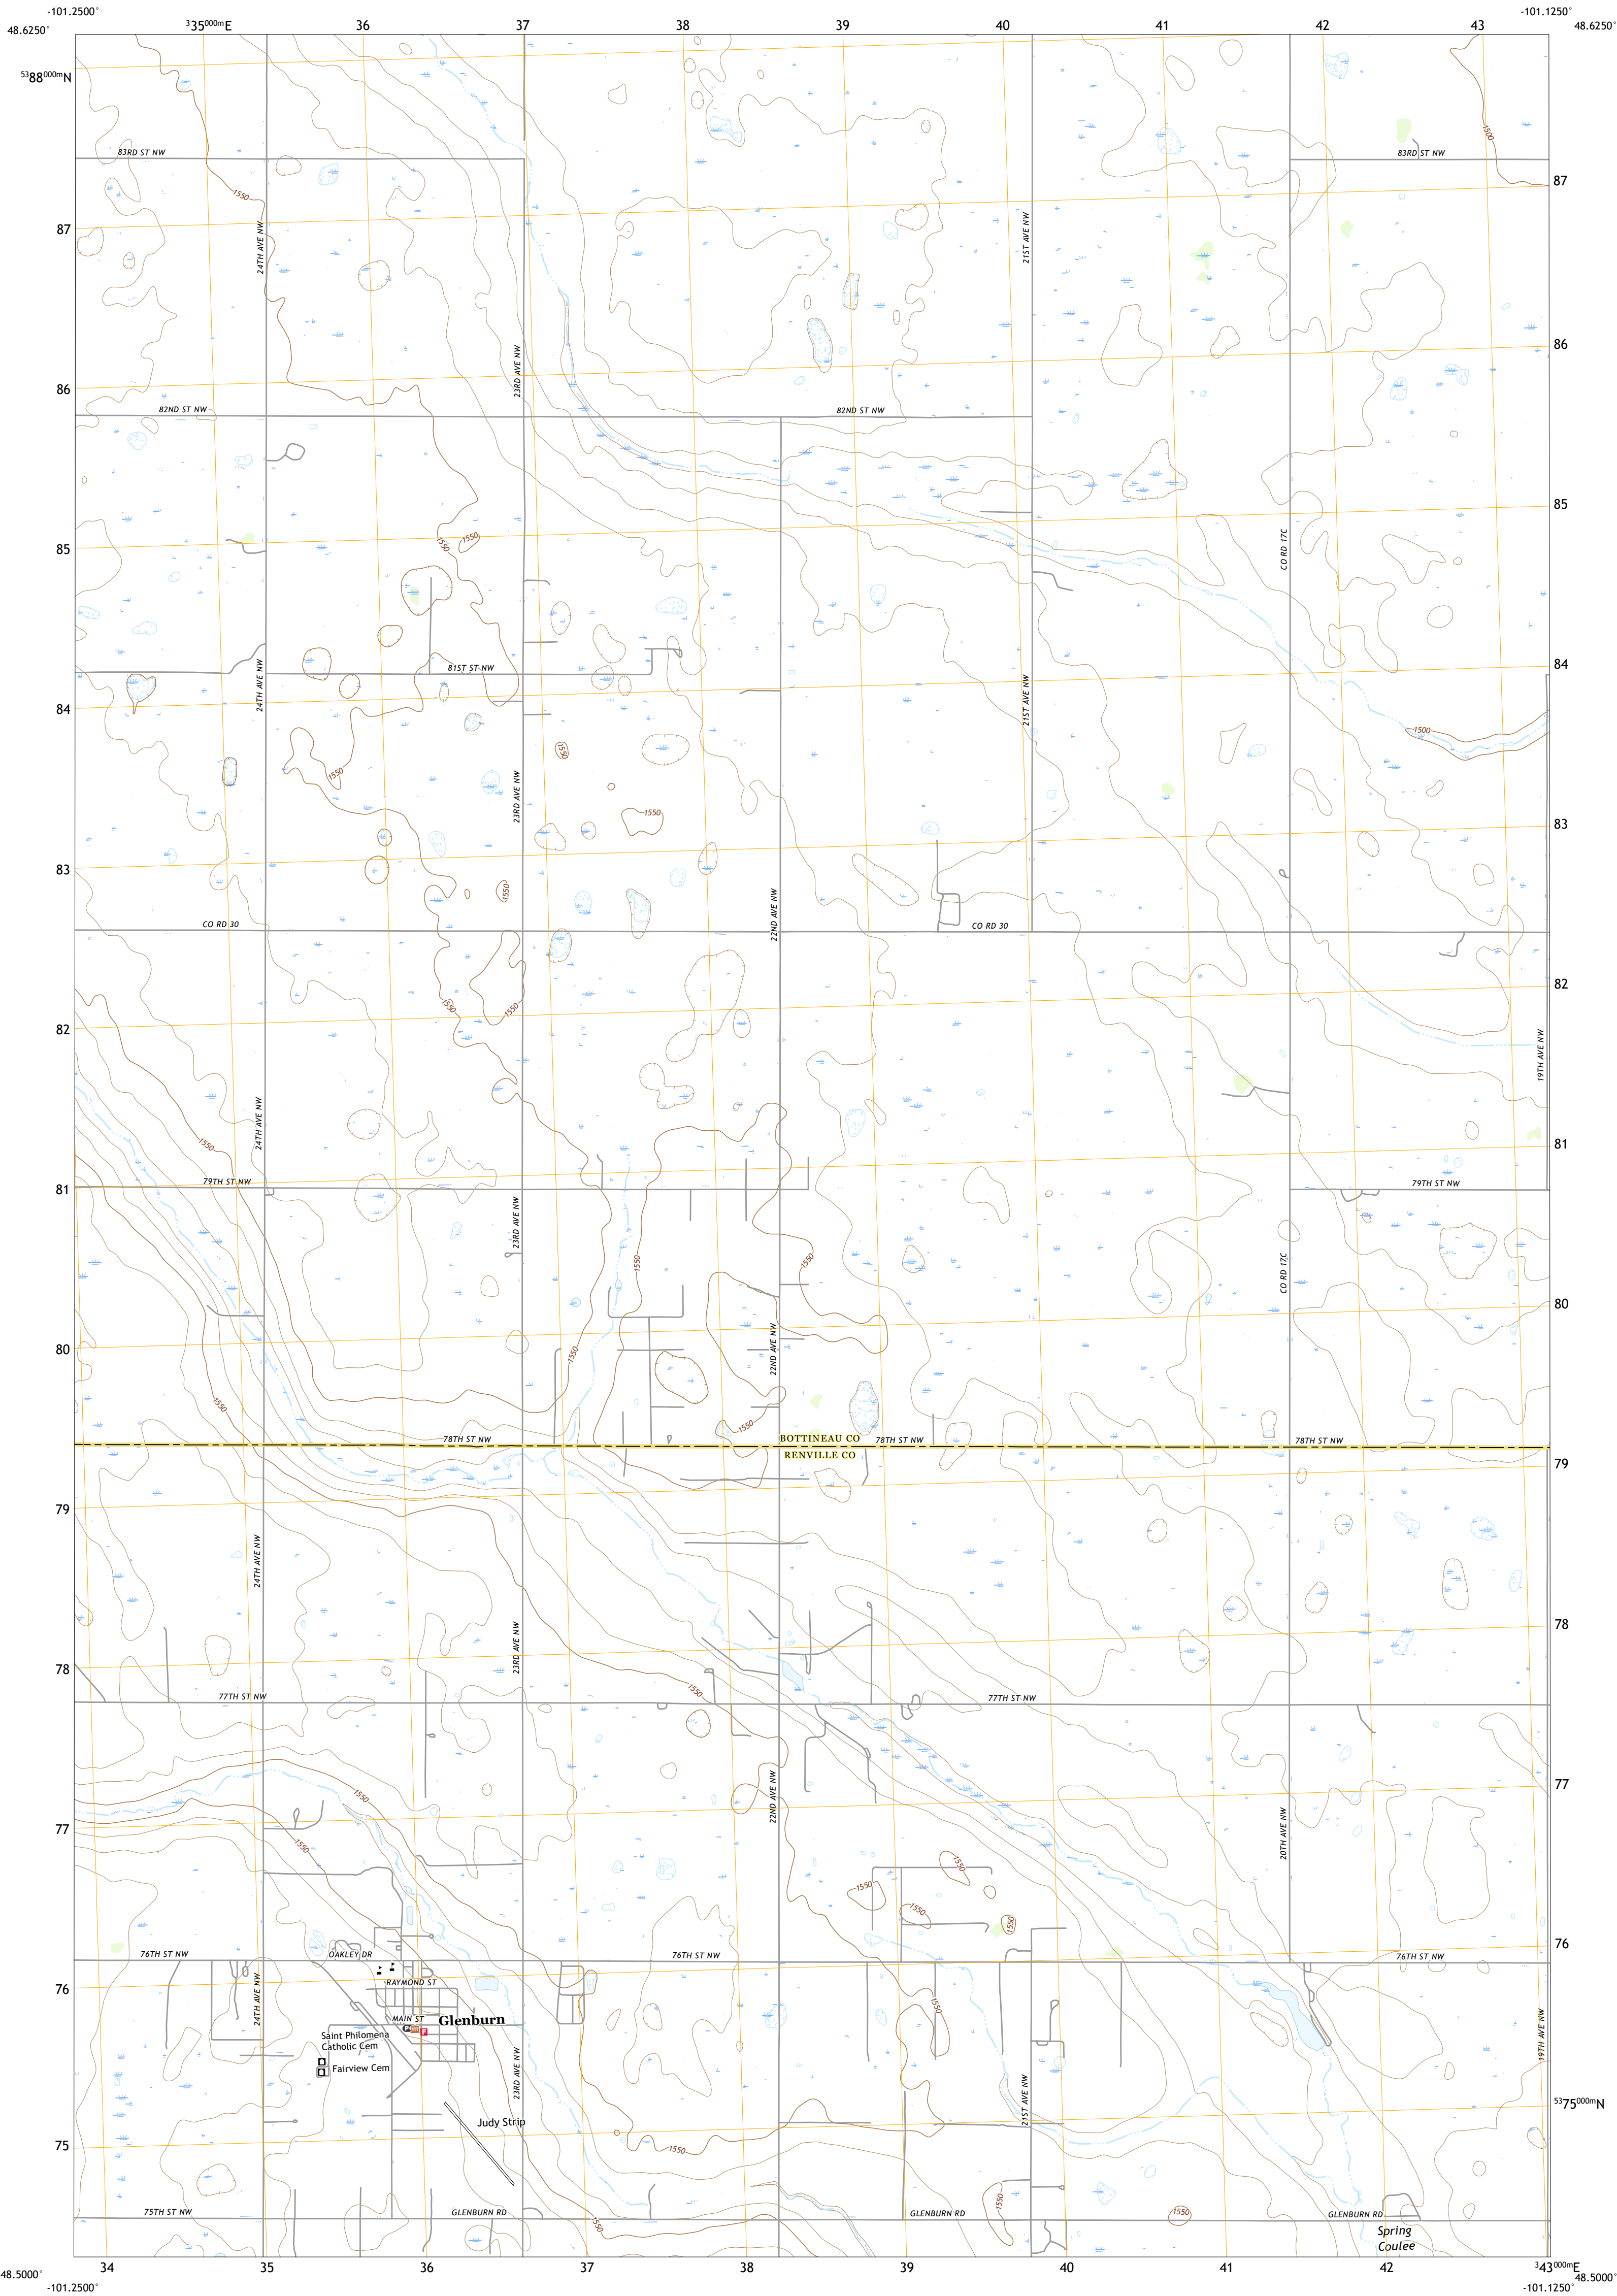 -101.2500°
³35⁰⁰⁰ᵐE
36
37
38
39
40
41
42
43
-101.1250°
48.6250°
48.6250°
⁵³88⁰⁰⁰ᵐN
1500
83RD ST NW
83RD ST NW
87
1550
87
24TH AVE NW
21ST AVE NW
86
23RD AVE NW
86
82ND ST NW
82ND ST NW
85
CO RD 17C
1550
1550
85
84
81ST ST NW
24TH AVE NW
21ST AVE NW
84
1500
1550
1550
23RD AVE NW
1550
83
83
1550
22ND AVE NW
CO RD 30
CO RD 30
82
1550
1550
82
19TH AVE NW
24TH AVE NW
1550
81
79TH ST NW
79TH ST NW
81
23RD AVE NW
1550
1550
CO RD 17C
80
22ND AVE NW
80
1550
1550
1550
78TH ST NW
BOTTINEAU CO
78TH ST NW
78TH ST NW
RENVILLE CO
79
79
24TH AVE NW
78
23RD AVE NW
78
1550
77TH ST NW
77TH ST NW
77
1550
22ND AVE NW
77
20TH AVE NW
1550
1550
1550
1550
1550
76
76TH ST NW
OAKLEY DR
76TH ST NW
76TH ST NW
RAYMOND ST
76
24TH AVE NW
1550
MAIN ST
Glenburn
Saint Philomena
Catholic Cem
Fairview Cem
19TH AVE NW
23RD AVE NW
21ST AVE NW
⁵³75⁰⁰⁰ᵐN
Judy Strip
75
1550
1550
1550
75TH ST NW
GLENBURN RD
GLENBURN RD
GLENBURN RD
1550
Spring
Coulee
34
35
36
37
38
39
40
41
42
³43⁰⁰⁰ᵐE
48.5000°
48.5000°
-101.2500°
-101.1250°